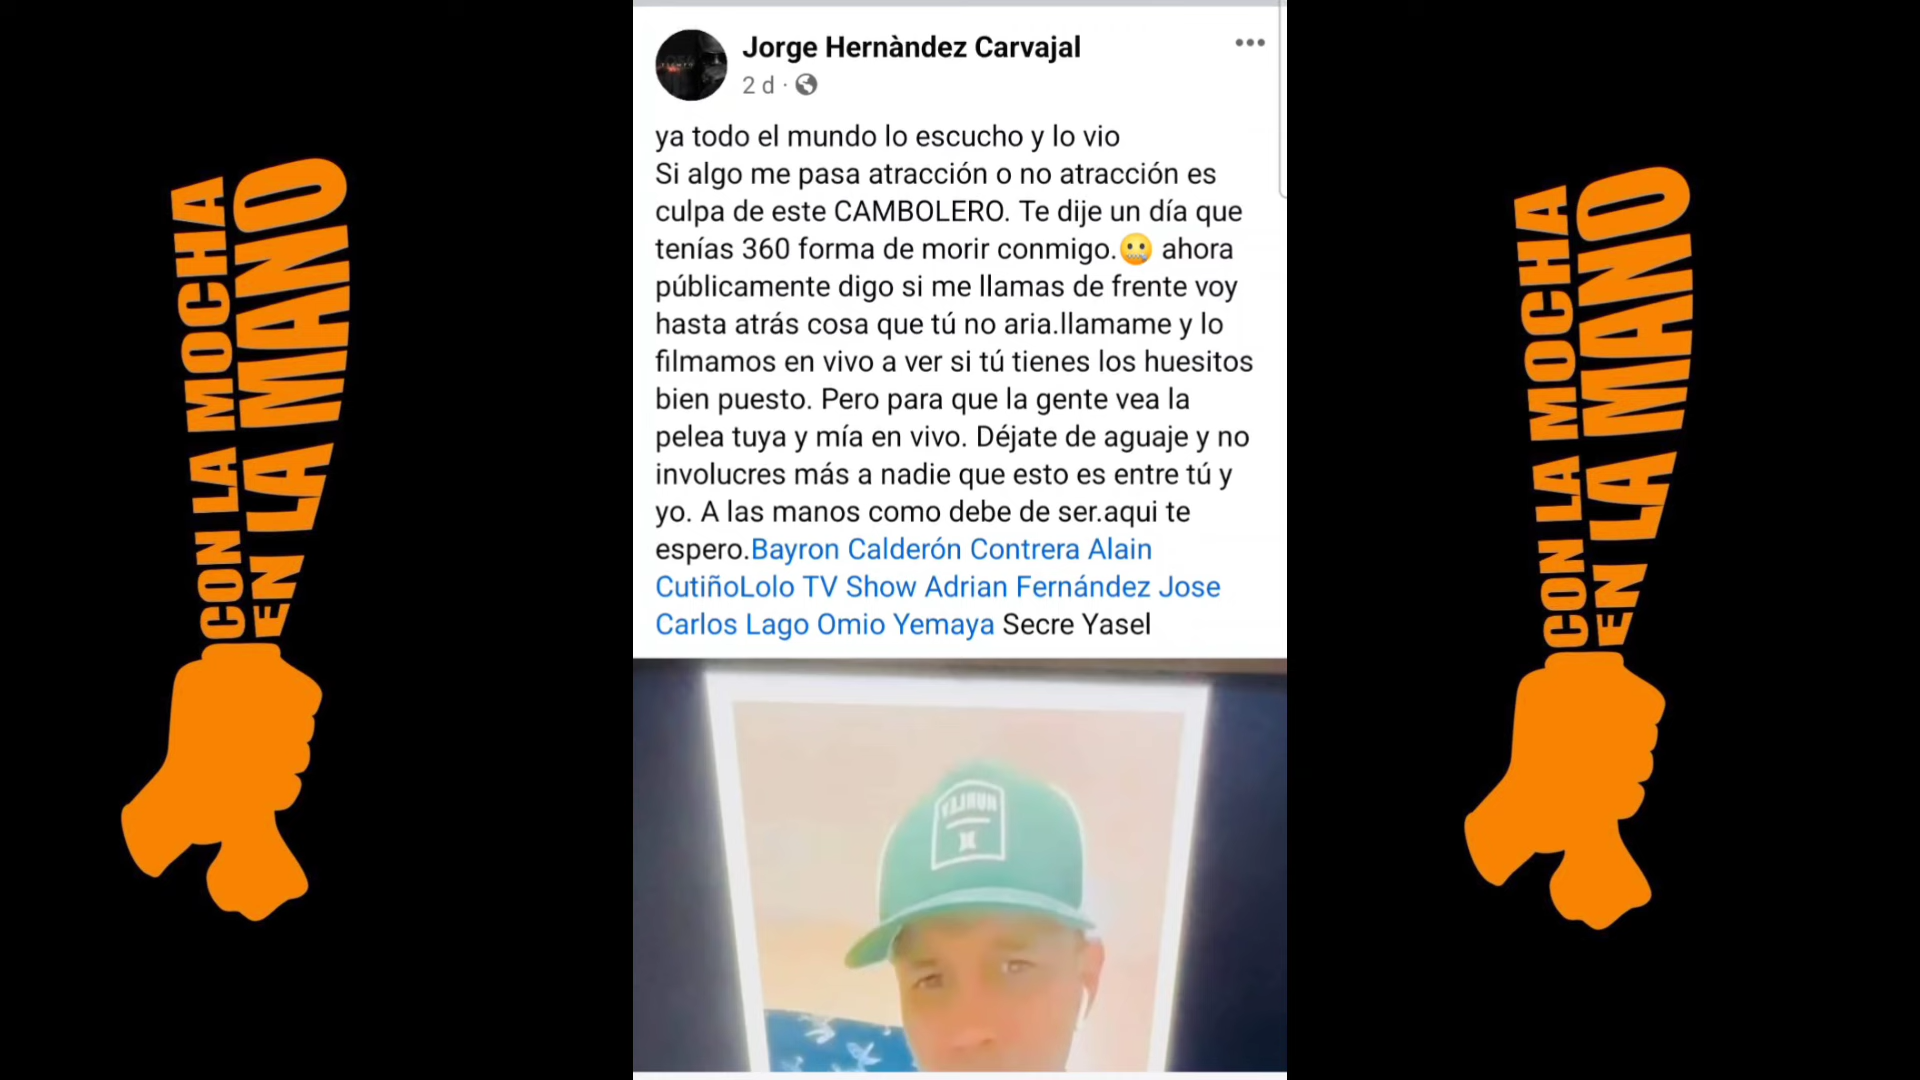 CON LA MOCHA
EN LA MANO
Jorge Hernàndez Carvajal
2 d ·
ya todo el mundo lo escucho y lo vio
Si algo me pasa atracción o no atracción es
culpa de este CAMBOLERO. Te dije un día que
tenías 360 forma de morir conmigo.🤐 ahora
públicamente digo si me llamas de frente voy
hasta atrás cosa que tú no aria.llamame y lo
filmamos en vivo a ver si tú tienes los huesitos
bien puesto. Pero para que la gente vea la
pelea tuya y mía en vivo. Déjate de aguaje y no
involucres más a nadie que esto es entre tú y
yo. A las manos como debe de ser.aqui te
espero.Bayron Calderón Contrera Alain
CutiñoLolo TV Show Adrian Fernández Jose
Carlos Lago Omio Yemaya Secre Yasel
HURLEY
CON LA MOCHA
EN LA MANO